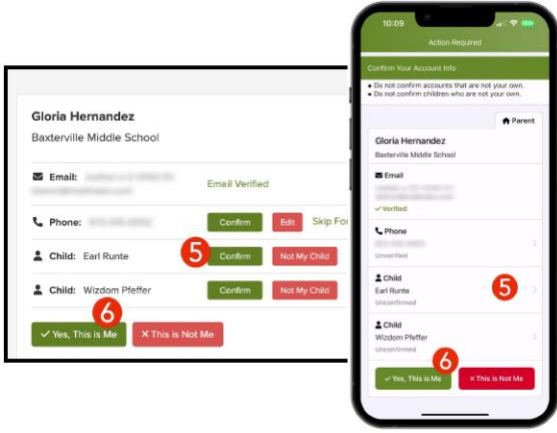 Gloria Hernandez
Baxterville Middle School
Email:
Email Verified
Phone:
Confirm
Edit
Skip For
Child: Earl Runte
5
Confirm
Not My Child
Child: Wizdom Pfeffer
Confirm
Not My Child
6
✓ Yes, This is Me
× This is Not Me
10:09
Action Required
Confirm Your Account Info
• Do not confirm accounts that are not your own.
• Do not confirm children who are not your own.
Parent
Gloria Hernandez
Baxterville Middle School
Email
✓ Verified
Phone
Unverified
Child
Earl Runte
Unconfirmed
5
Child
Wizdom Pfeffer
Unconfirmed
6
✓ Yes, This is Me
× This is Not Me